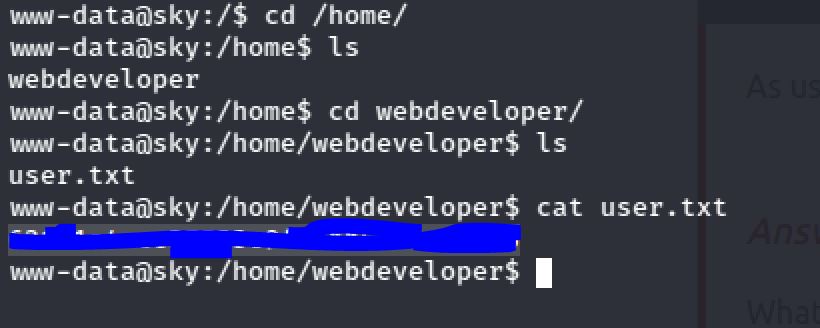 www-data@sky:/$ cd /home/
www-data@sky:/home$ ls
webdeveloper
www-data@sky:/home$ cd webdeveloper/
www-data@sky:/home/webdeveloper$ ls
user.txt
www-data@sky:/home/webdeveloper$ cat user.txt
www-data@sky:/home/webdeveloper$
As us
Answ
What